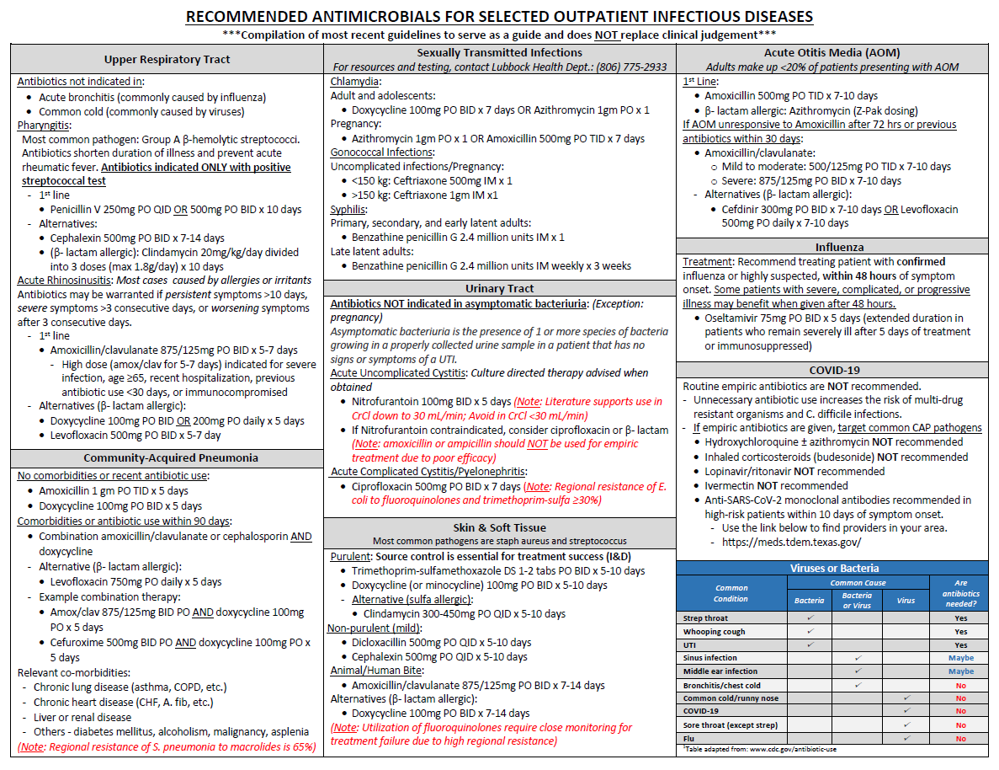 RECOMMENDED ANTIMICROBIALS FOR SELECTED OUTPATIENT INFECTIOUS DISEASES
***Compilation of most recent guidelines to serve as a guide and does NOT replace clinical judgement***
Upper Respiratory Tract
Antibiotics not indicated in:
• Acute bronchitis (commonly caused by influenza)
• Common cold (commonly caused by viruses)
Pharyngitis:
Most common pathogen: Group A β-hemolytic streptococci.
Antibiotics shorten duration of illness and prevent acute
rheumatic fever. Antibiotics indicated ONLY with positive
streptococcal test
- 1st line
• Penicillin V 250mg PO QID OR 500mg PO BID x 10 days
- Alternatives:
• Cephalexin 500mg PO BID x 7-14 days
• (β- lactam allergic): Clindamycin 20mg/kg/day divided
into 3 doses (max 1.8g/day) x 10 days
Acute Rhinosinusitis: Most cases caused by allergies or irritants
Antibiotics may be warranted if persistent symptoms >10 days,
severe symptoms >3 consecutive days, or worsening symptoms
after 3 consecutive days.
- 1st line
• Amoxicillin/clavulanate 875/125mg PO BID x 5-7 days
- High dose (amox/clav for 5-7 days) indicated for severe
infection, age ≥65, recent hospitalization, previous
antibiotic use <30 days, or immunocompromised
- Alternatives (β- lactam allergic):
• Doxycycline 100mg PO BID OR 200mg PO daily x 5 days
• Levofloxacin 500mg PO BID x 5-7 day
Community-Acquired Pneumonia
No comorbidities or recent antibiotic use:
• Amoxicillin 1 gm PO TID x 5 days
• Doxycycline 100mg PO BID x 5 days
Comorbidities or antibiotic use within 90 days:
• Combination amoxicillin/clavulanate or cephalosporin AND
doxycycline
- Alternative (β- lactam allergic):
• Levofloxacin 750mg PO daily x 5 days
- Example combination therapy:
• Amox/clav 875/125mg BID PO AND doxycycline 100mg
PO x 5 days
• Cefuroxime 500mg BID PO AND doxycycline 100mg PO x
5 days
Relevant co-morbidities:
- Chronic lung disease (asthma, COPD, etc.)
- Chronic heart disease (CHF, A. fib, etc.)
- Liver or renal disease
- Others - diabetes mellitus, alcoholism, malignancy, asplenia
(Note: Regional resistance of S. pneumonia to macrolides is 65%)
Sexually Transmitted Infections
For resources and testing, contact Lubbock Health Dept.: (806) 775-2933
Chlamydia:
Adult and adolescents:
• Doxycycline 100mg PO BID x 7 days OR Azithromycin 1gm PO x 1
Pregnancy:
• Azithromycin 1gm PO x 1 OR Amoxicillin 500mg PO TID x 7 days
Gonococcal Infections:
Uncomplicated infections/Pregnancy:
• <150 kg: Ceftriaxone 500mg IM x 1
• >150 kg: Ceftriaxone 1gm IM x1
Syphilis:
Primary, secondary, and early latent adults:
• Benzathine penicillin G 2.4 million units IM x 1
Late latent adults:
• Benzathine penicillin G 2.4 million units IM weekly x 3 weeks
Urinary Tract
Antibiotics NOT indicated in asymptomatic bacteriuria: (Exception:
pregnancy)
Asymptomatic bacteriuria is the presence of 1 or more species of bacteria
growing in a properly collected urine sample in a patient that has no
signs or symptoms of a UTI.
Acute Uncomplicated Cystitis: Culture directed therapy advised when
obtained
• Nitrofurantoin 100mg BID x 5 days (Note: Literature supports use in
CrCl down to 30 mL/min; Avoid in CrCl <30 mL/min)
• If Nitrofurantoin contraindicated, consider ciprofloxacin or β- lactam
(Note: amoxicillin or ampicillin should NOT be used for empiric
treatment due to poor efficacy)
Acute Complicated Cystitis/Pyelonephritis:
• Ciprofloxacin 500mg PO BID x 7 days (Note: Regional resistance of E.
coli to fluoroquinolones and trimethoprim-sulfa ≥30%)
Skin & Soft Tissue
Most common pathogens are staph aureus and streptococcus
Purulent: Source control is essential for treatment success (I&D)
• Trimethoprim-sulfamethoxazole DS 1-2 tabs PO BID x 5-10 days
• Doxycycline (or minocycline) 100mg PO BID x 5-10 days
- Alternative (sulfa allergic):
• Clindamycin 300-450mg PO QID x 5-10 days
Non-purulent (mild):
• Dicloxacillin 500mg PO QID x 5-10 days
• Cephalexin 500mg PO QID x 5-10 days
Animal/Human Bite:
• Amoxicillin/clavulanate 875/125mg PO BID x 7-14 days
Alternatives (β- lactam allergic):
• Doxycycline 100mg PO BID x 7-14 days
(Note: Utilization of fluoroquinolones require close monitoring for
treatment failure due to high regional resistance)
Acute Otitis Media (AOM)
Adults make up <20% of patients presenting with AOM
1st Line:
• Amoxicillin 500mg PO TID x 7-10 days
• β- lactam allergic: Azithromycin (Z-Pak dosing)
If AOM unresponsive to Amoxicillin after 72 hrs or previous
antibiotics within 30 days:
• Amoxicillin/clavulanate:
o Mild to moderate: 500/125mg PO TID x 7-10 days
o Severe: 875/125mg PO BID x 7-10 days
- Alternatives (β- lactam allergic):
• Cefdinir 300mg PO BID x 7-10 days OR Levofloxacin
500mg PO daily x 7-10 days
Influenza
Treatment: Recommend treating patient with confirmed
influenza or highly suspected, within 48 hours of symptom
onset. Some patients with severe, complicated, or progressive
illness may benefit when given after 48 hours.
• Oseltamivir 75mg PO BID x 5 days (extended duration in
patients who remain severely ill after 5 days of treatment
or immunosuppressed)
COVID-19
Routine empiric antibiotics are NOT recommended.
- Unnecessary antibiotic use increases the risk of multi-drug
resistant organisms and C. difficile infections.
- If empiric antibiotics are given, target common CAP pathogens
• Hydroxychloroquine ± azithromycin NOT recommended
• Inhaled corticosteroids (budesonide) NOT recommended
• Lopinavir/ritonavir NOT recommended
• Ivermectin NOT recommended
• Anti-SARS-CoV-2 monoclonal antibodies recommended in
high-risk patients within 10 days of symptom onset.
- Use the link below to find providers in your area.
- https://meds.tdem.texas.gov/
Viruses or Bacteria
Common Condition
Common Cause
Are antibiotics needed?
Bacteria
Bacteria or Virus
Virus
Strep throat ✓ Yes
Whooping cough ✓ Yes
UTI ✓ Yes
Sinus infection ✓ Maybe
Middle ear infection ✓ Maybe
Bronchitis/chest cold ✓ No
Common cold/runny nose ✓ No
COVID-19 ✓ No
Sore throat (except strep) ✓ No
Flu ✓ No
1Table adapted from: www.cdc.gov/antibiotic-use